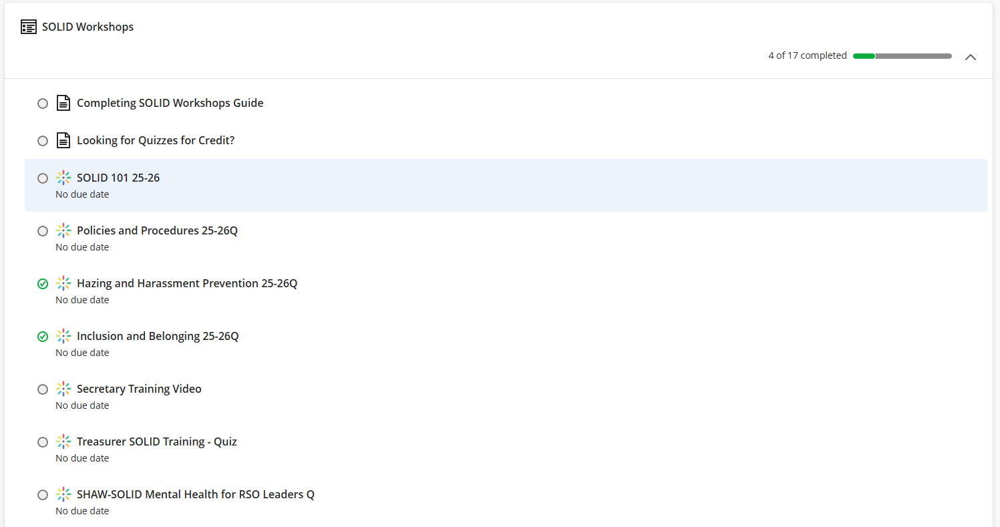 SOLID Workshops
4 of 17 completed
Completing SOLID Workshops Guide
Looking for Quizzes for Credit?
SOLID 101 25-26
No due date
Policies and Procedures 25-26Q
No due date
Hazing and Harassment Prevention 25-26Q
No due date
Inclusion and Belonging 25-26Q
No due date
Secretary Training Video
No due date
Treasurer SOLID Training - Quiz
No due date
SHAW-SOLID Mental Health for RSO Leaders Q
No due date